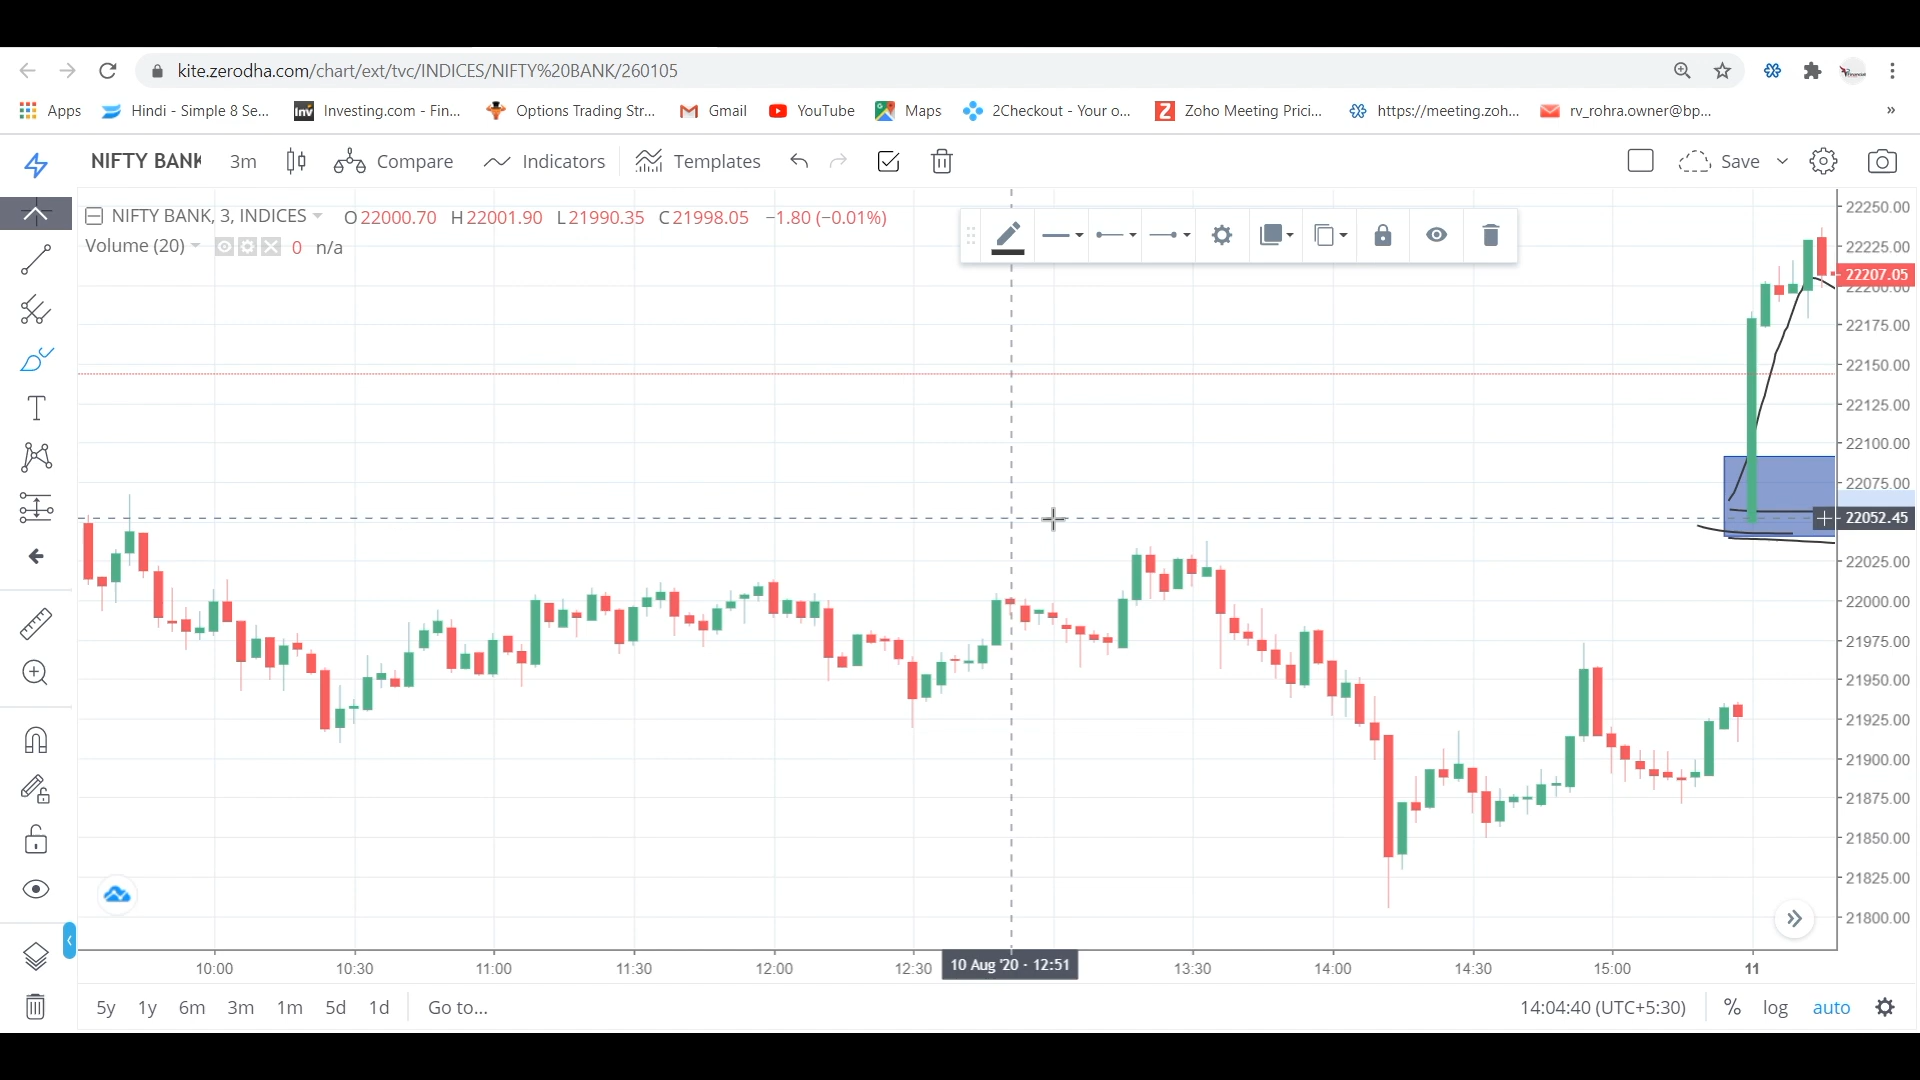 kite.zerodha.com/chart/ext/tvc/INDICES/NIFTY%20BANK/260105
Apps Hindi - Simple 8 Se... Inv Investing.com - Fin... Options Trading Str... Gmail YouTube Maps 2Checkout - Your o... Z Zoho Meeting Prici... https://meeting.zoh... rv_rohra.owner@bp... »
NIFTY BANK 3m Compare Indicators Templates Save
NIFTY BANK, 3, INDICES O22000.70 H22001.90 L21990.35 C21998.05 −1.80 (−0.01%)
Volume (20) 0 n/a
22250.00
22225.00
22207.05
22200.00
22175.00
22150.00
22125.00
22100.00
22075.00
22052.45
22025.00
22000.00
21975.00
21950.00
21925.00
21900.00
21875.00
21850.00
21825.00
21800.00
10:00 10:30 11:00 11:30 12:00 12:30 10 Aug '20 - 12:51 13:30 14:00 14:30 15:00 11
5y 1y 6m 3m 1m 5d 1d Go to... 14:04:40 (UTC+5:30) % log auto